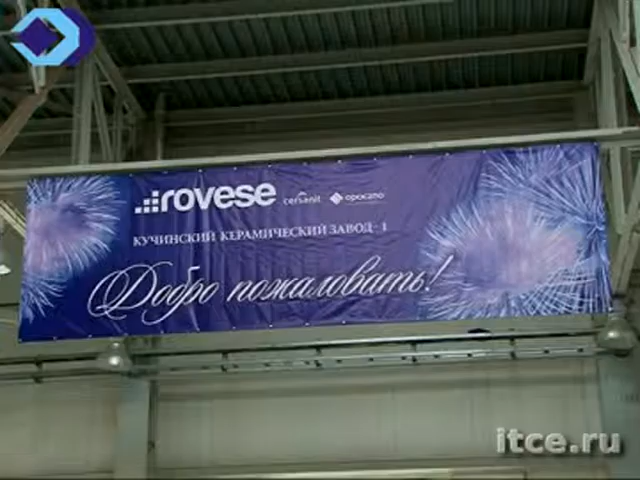 rovese cersanit opoczno
КУЧИНСКИЙ КЕРАМИЧЕСКИЙ ЗАВОД - 1
Добро пожаловать!
itce.ru